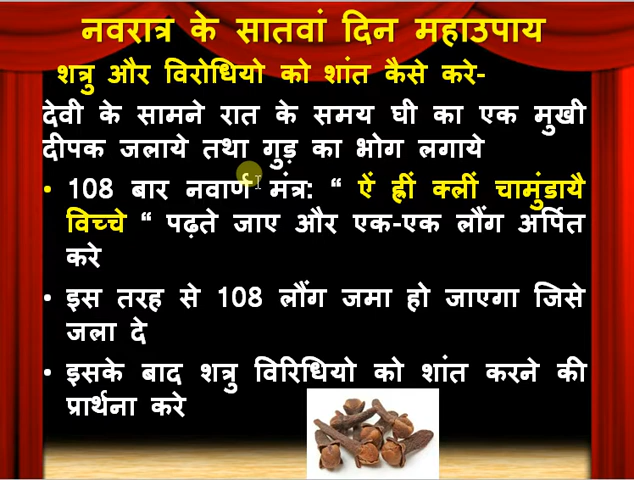 नवरात्र के सातवां दिन महाउपाय
शत्रु और विरोधियो को शांत कैसे करे-
देवी के सामने रात के समय घी का एक मुखी
दीपक जलाये तथा गुड़ का भोग लगाये
• 108 बार नवार्ण मंत्र: “ ऐं ह्रीं क्लीं चामुंडायै
विच्चे “ पढ़ते जाए और एक-एक लौंग अर्पित
करे
• इस तरह से 108 लौंग जमा हो जाएगा जिसे
जला दे
• इसके बाद शत्रु विरिधियो को शांत करने की
प्रार्थना करे